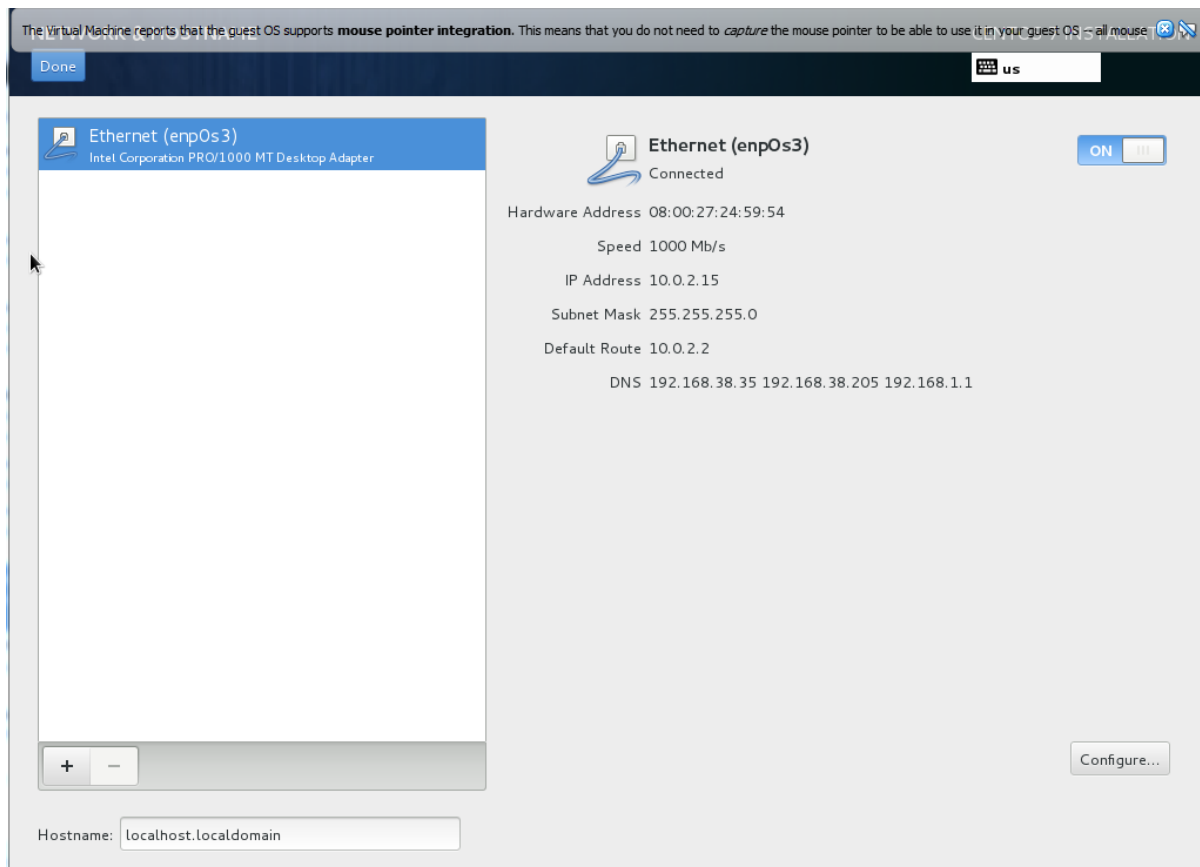 The Virtual Machine reports that the guest OS supports mouse pointer integration. This means that you do not need to capture the mouse pointer to be able to use it in your guest OS -- all mouse
NETWORK & HOSTNAME
CENTOS 7 INSTALLATION
Done
us
Ethernet (enp0s3)
Intel Corporation PRO/1000 MT Desktop Adapter
Ethernet (enp0s3)
Connected
ON
Hardware Address 08:00:27:24:59:54
Speed 1000 Mb/s
IP Address 10.0.2.15
Subnet Mask 255.255.255.0
Default Route 10.0.2.2
DNS 192.168.38.35 192.168.38.205 192.168.1.1
+ −
Configure...
Hostname: localhost.localdomain